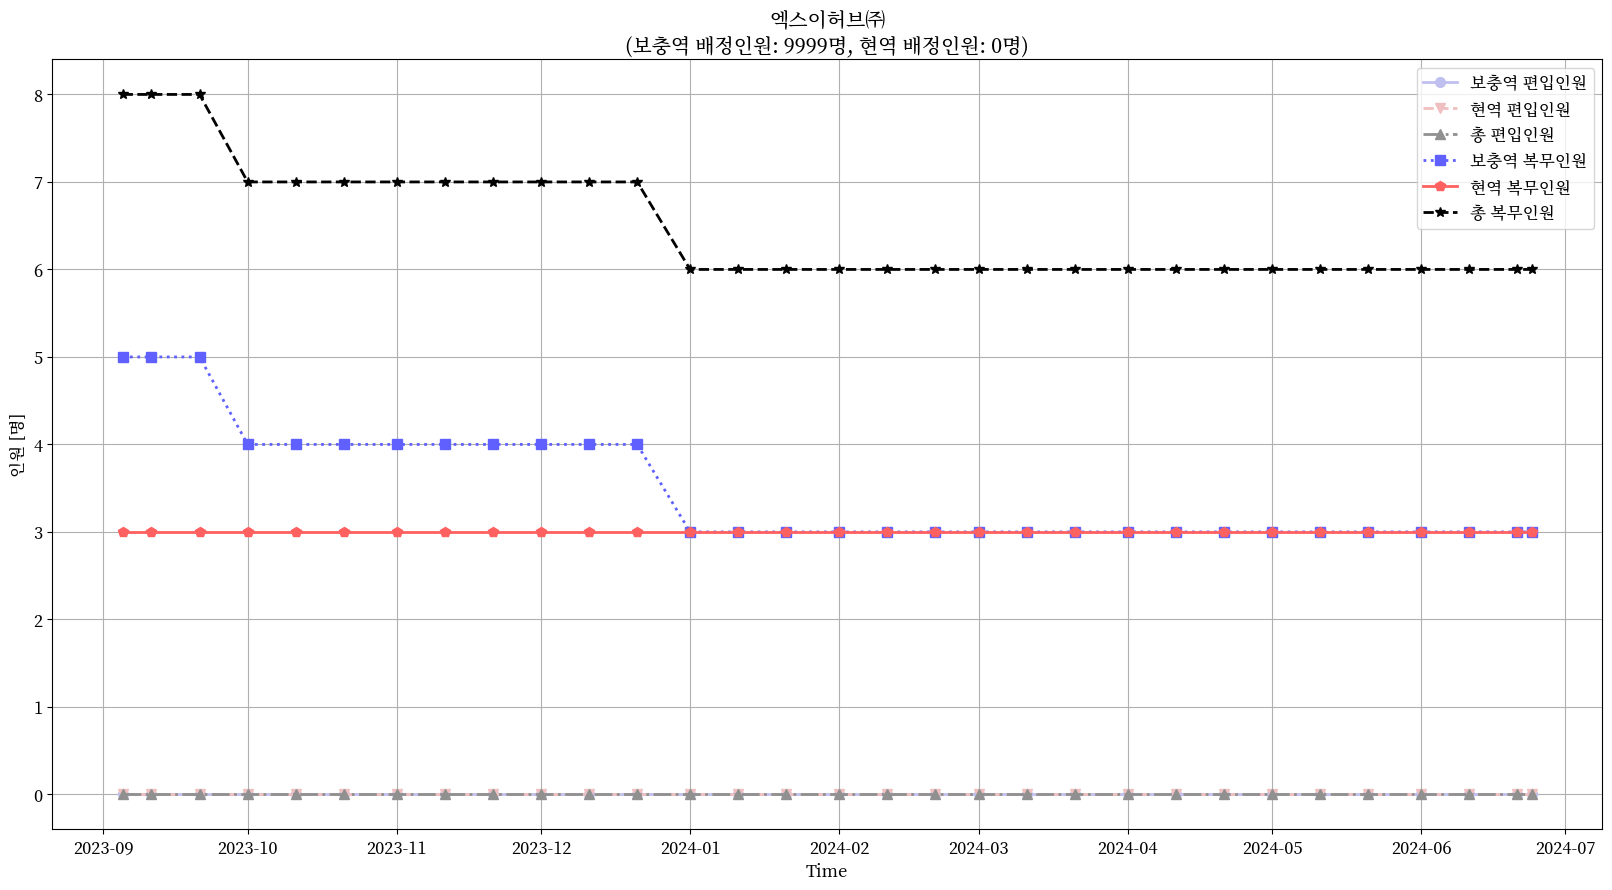 엑스이허브㈜
(보충역 배정인원: 9999명, 현역 배정인원: 0명)
보충역 편입인원
현역 편입인원
총 편입인원
보충역 복무인원
현역 복무인원
총 복무인원
인원 [명]
8
7
6
5
4
3
2
1
0
2023-09
2023-10
2023-11
2023-12
2024-01
2024-02
2024-03
2024-04
2024-05
2024-06
2024-07
Time